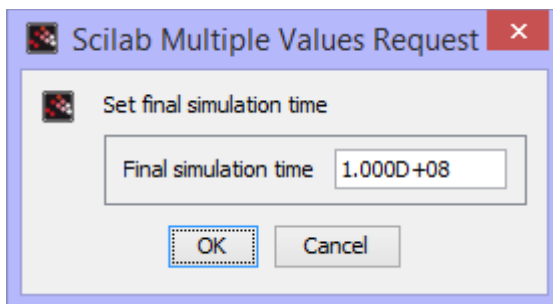 Scilab Multiple Values Request
Set final simulation time
Final simulation time 1.000D+08
OK Cancel